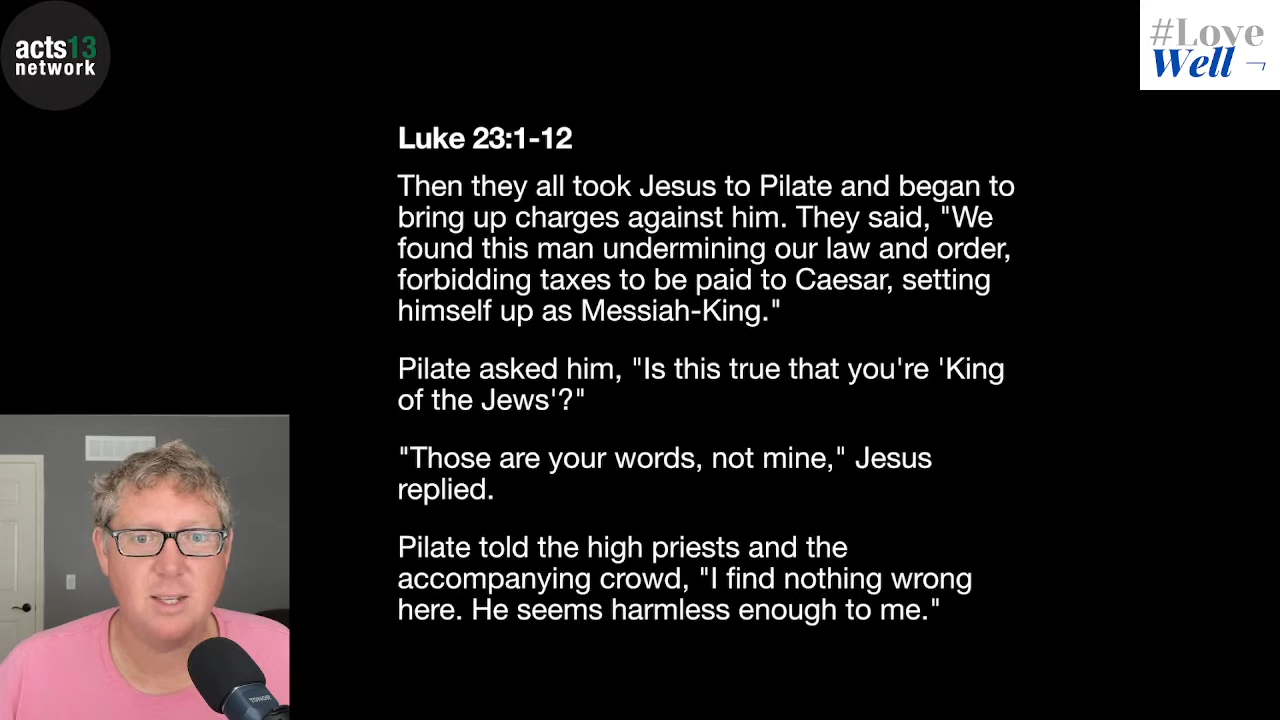 acts13
network
#Love
Well
Luke 23:1-12
Then they all took Jesus to Pilate and began to
bring up charges against him. They said, "We
found this man undermining our law and order,
forbidding taxes to be paid to Caesar, setting
himself up as Messiah-King."
Pilate asked him, "Is this true that you're 'King
of the Jews'?"
"Those are your words, not mine," Jesus
replied.
Pilate told the high priests and the
accompanying crowd, "I find nothing wrong
here. He seems harmless enough to me."
TONOR